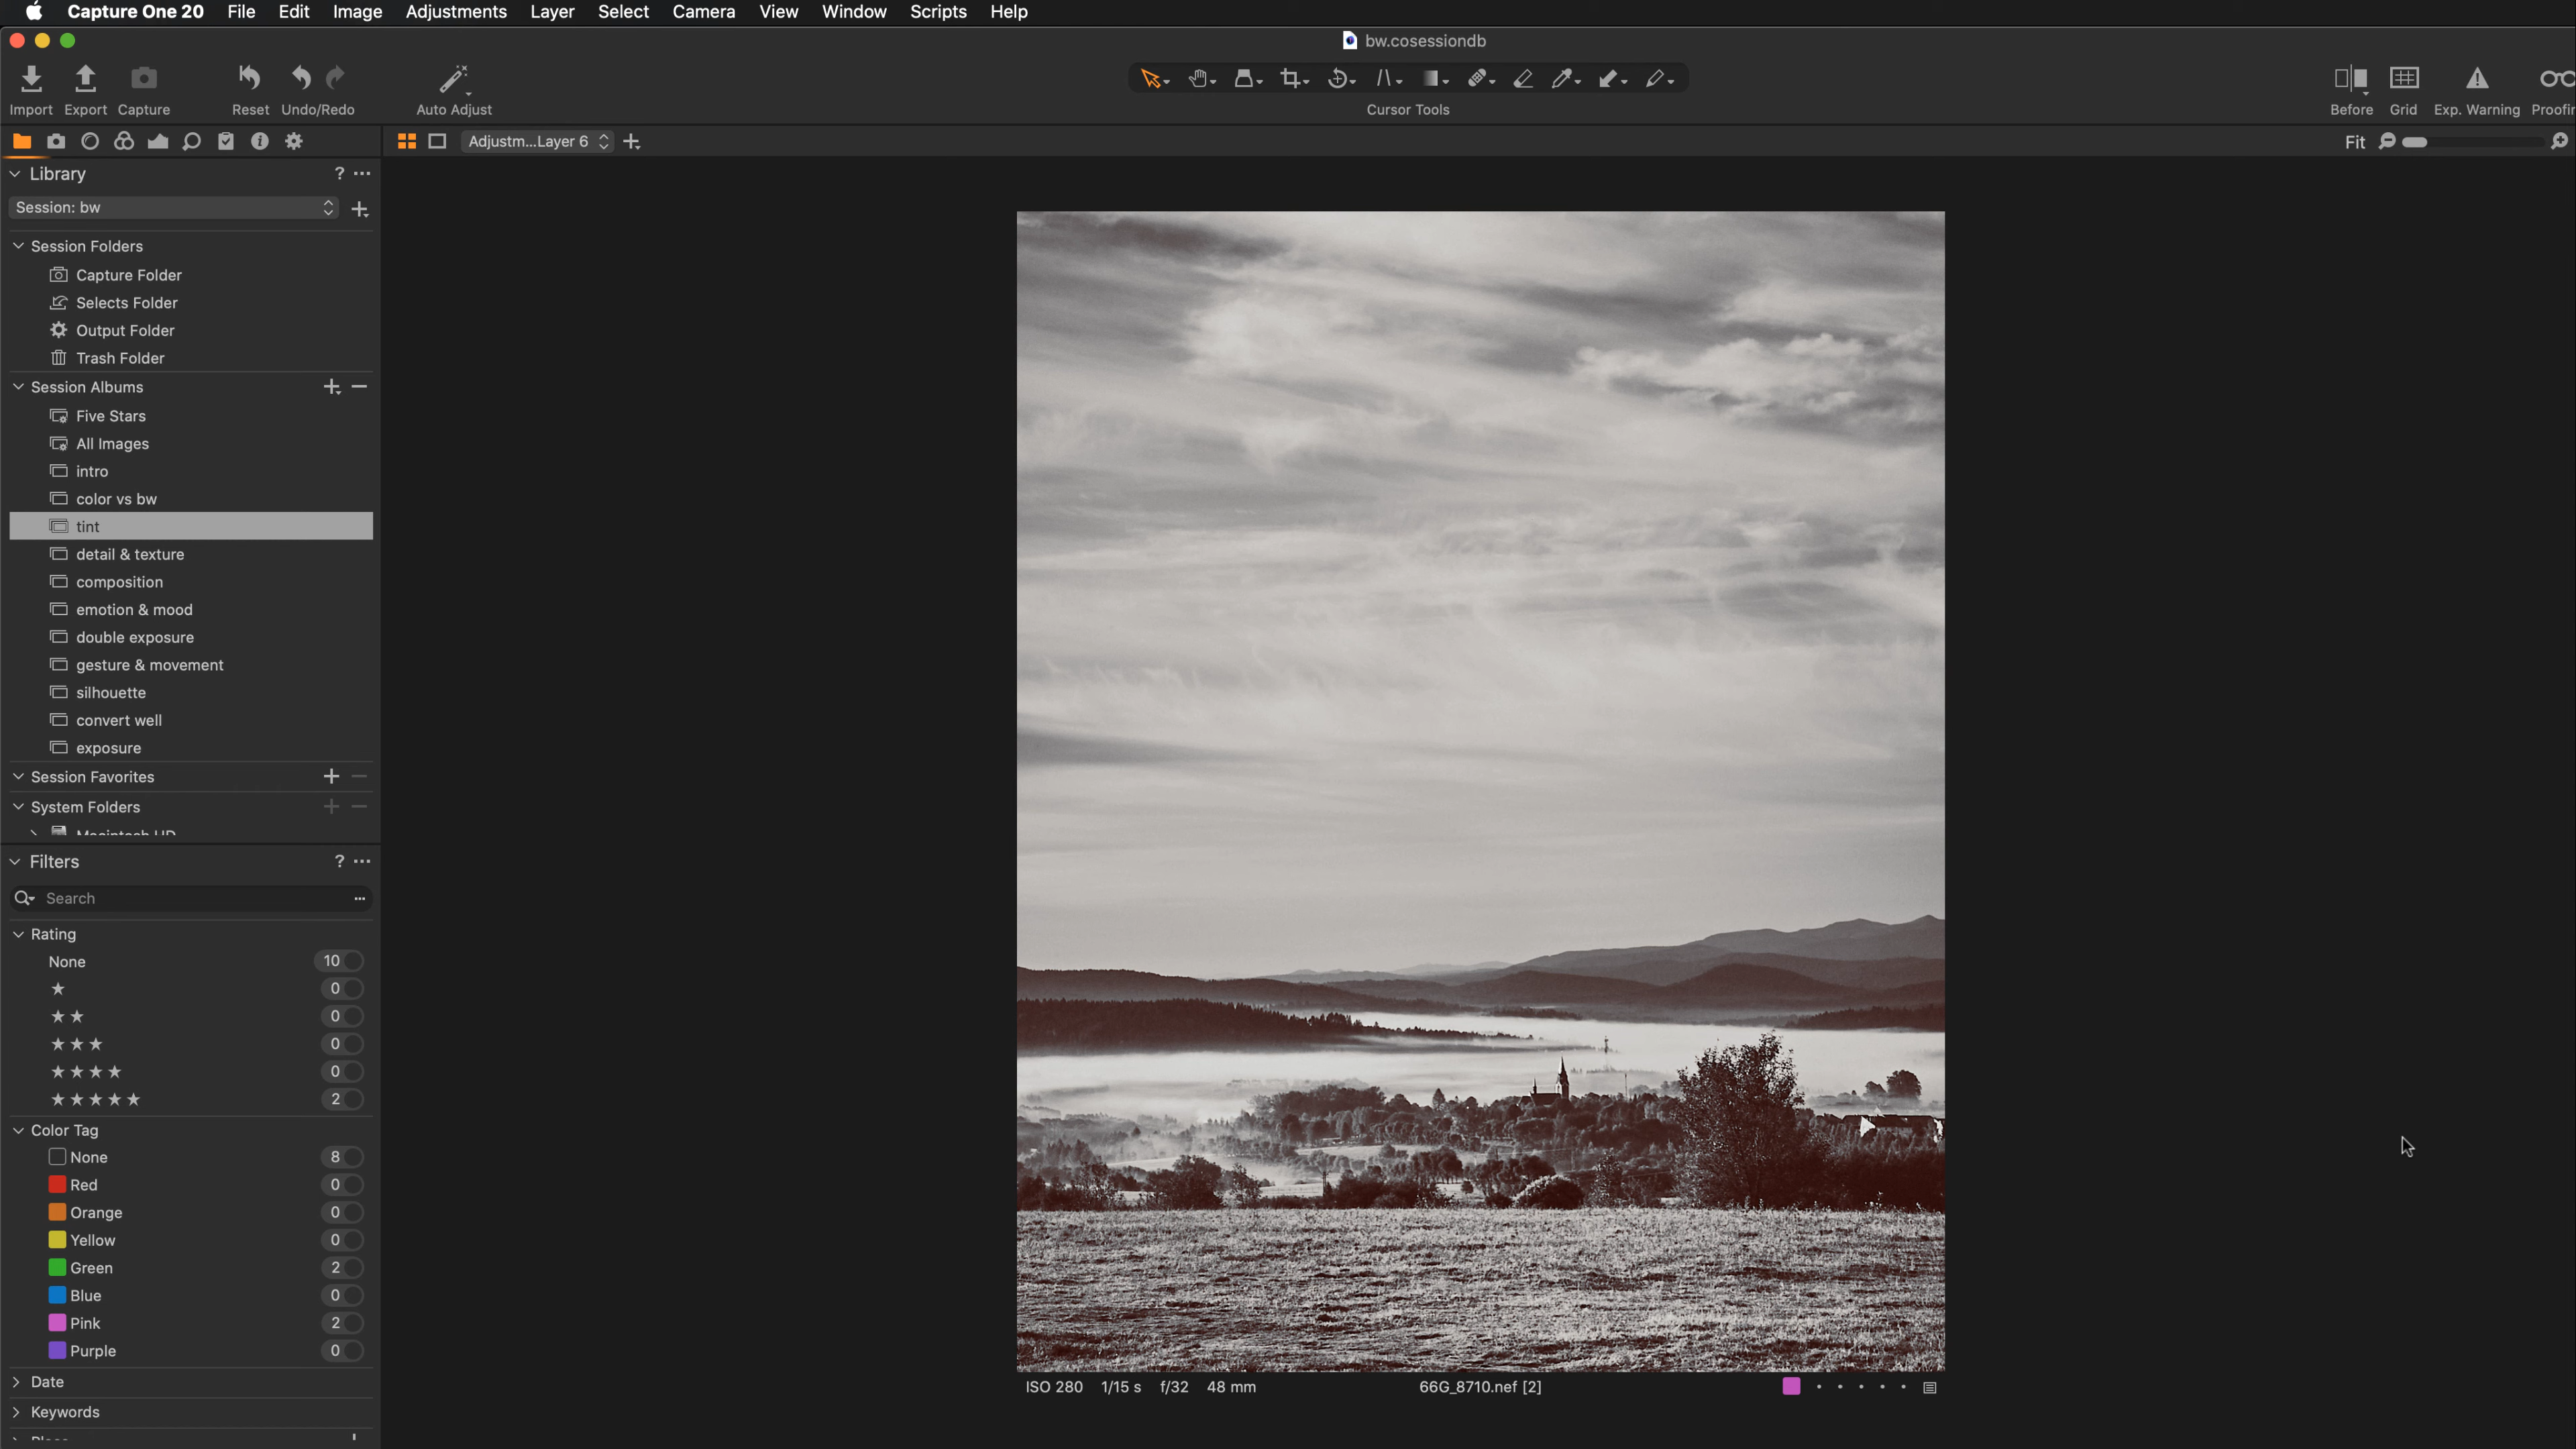 Capture One 20 File Edit Image Adjustments Layer Select Camera View Window Scripts Help
bw.cosessiondb
Import Export Capture Reset Undo/Redo Auto Adjust Cursor Tools Before Grid Exp. Warning
Adjustm...Layer 6
Fit
Library ? ...
Session: bw
Session Folders
Capture Folder
Selects Folder
Output Folder
Trash Folder
Session Albums
Five Stars
All Images
intro
color vs bw
tint
detail & texture
composition
emotion & mood
double exposure
gesture & movement
silhouette
convert well
exposure
Session Favorites
System Folders
Filters ? ...
Search ...
Rating
None 10
★ 0
★★ 0
★★★ 0
★★★★ 0
★★★★★ 2
Color Tag
None 8
Red 0
Orange 0
Yellow 0
Green 2
Blue 0
Pink 2
Purple 0
Date
Keywords
ISO 280 1/15 s f/32 48 mm 66G_8710.nef [2]